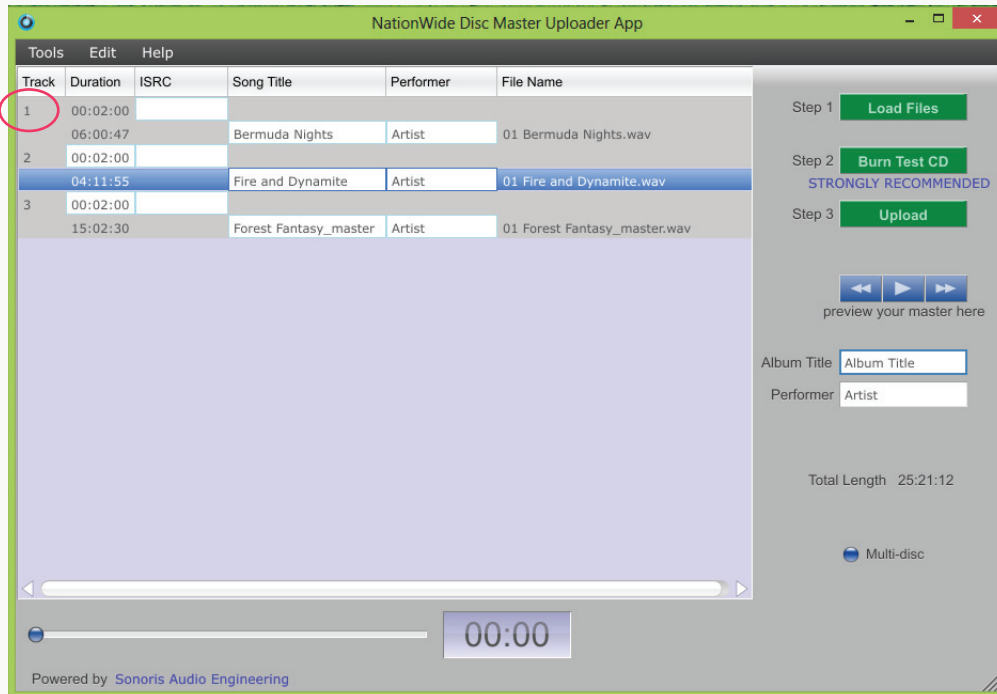 NationWide Disc Master Uploader App
Tools Edit Help
Track Duration ISRC Song Title Performer File Name
1 00:02:00
06:00:47 Bermuda Nights Artist 01 Bermuda Nights.wav
2 00:02:00
04:11:55 Fire and Dynamite Artist 01 Fire and Dynamite.wav
3 00:02:00
15:02:30 Forest Fantasy_master Artist 01 Forest Fantasy_master.wav
Step 1 Load Files
Step 2 Burn Test CD
STRONGLY RECOMMENDED
Step 3 Upload
preview your master here
Album Title Album Title
Performer Artist
Total Length 25:21:12
Multi-disc
00:00
Powered by Sonoris Audio Engineering